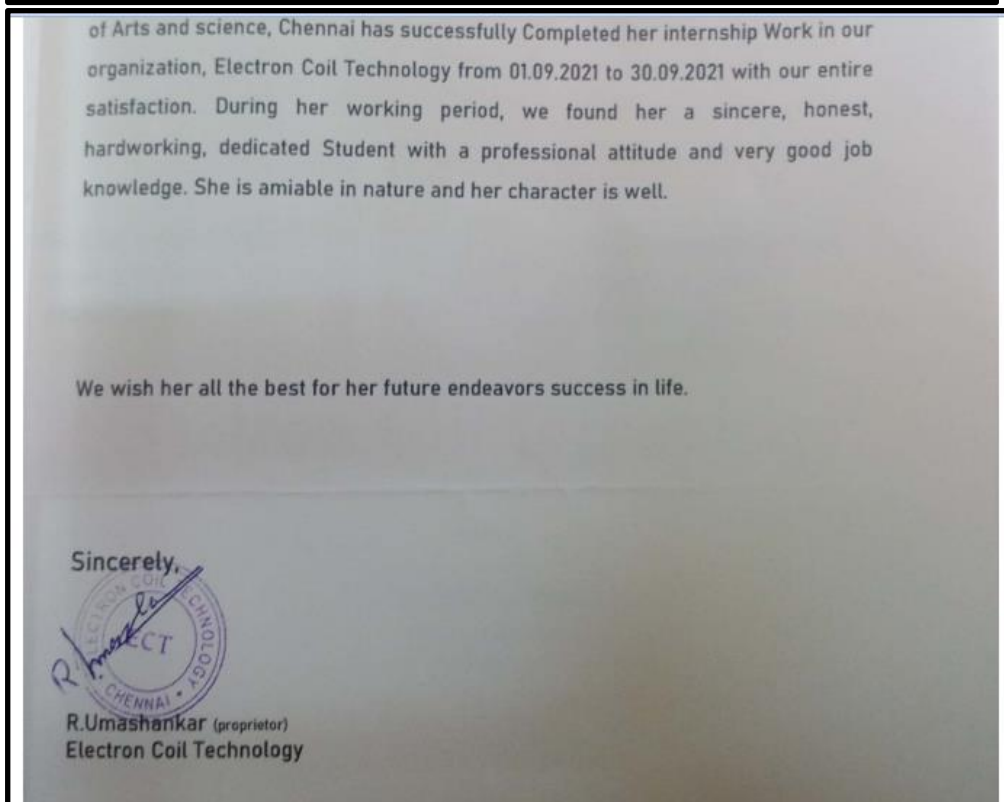 of Arts and science, Chennai has successfully Completed her internship Work in our
organization, Electron Coil Technology from 01.09.2021 to 30.09.2021 with our entire
satisfaction. During her working period, we found her a sincere, honest,
hardworking, dedicated Student with a professional attitude and very good job
knowledge. She is amiable in nature and her character is well.
We wish her all the best for her future endeavors success in life.
Sincerely,
ELECTRON COIL TECHNOLOGY
ECT
CHENNAI
R.Umashankar (proprietor)
Electron Coil Technology